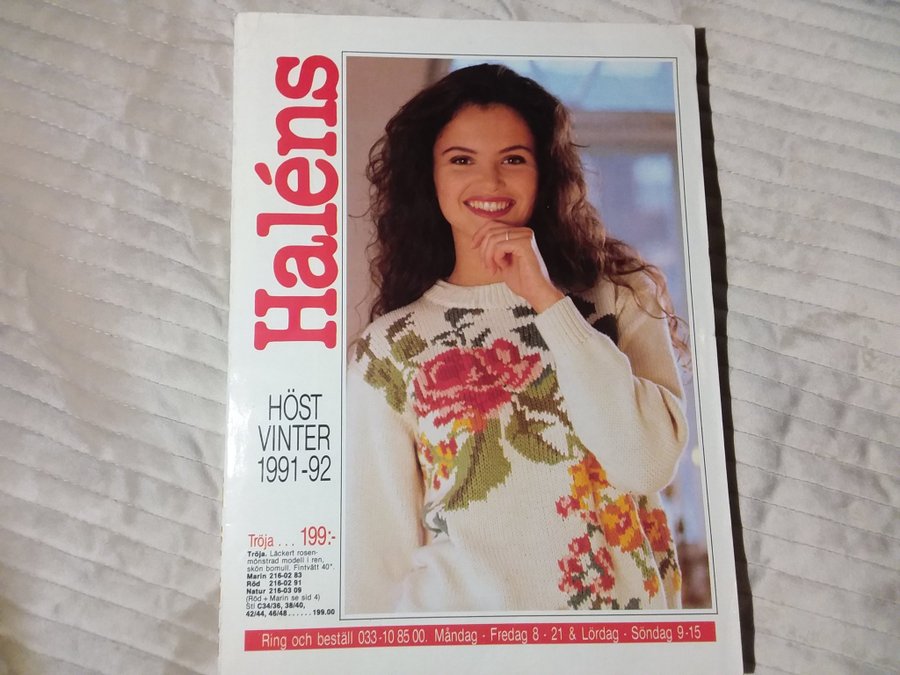 Haléns
HÖST
VINTER
1991-92
Tröja ... 199:-
Tröja. Läckert rosen-
mönstrad modell i ren,
skön bomull. Fintvätt 40°.
Marin 216-02 83
Röd 216-02 91
Natur 216-03 09
(Röd + Marin se sid 4)
Stl C34/36, 38/40,
42/44, 46/48 ...... 199.00
Ring och beställ 033-10 85 00. Måndag - Fredag 8 - 21 & Lördag - Söndag 9-15